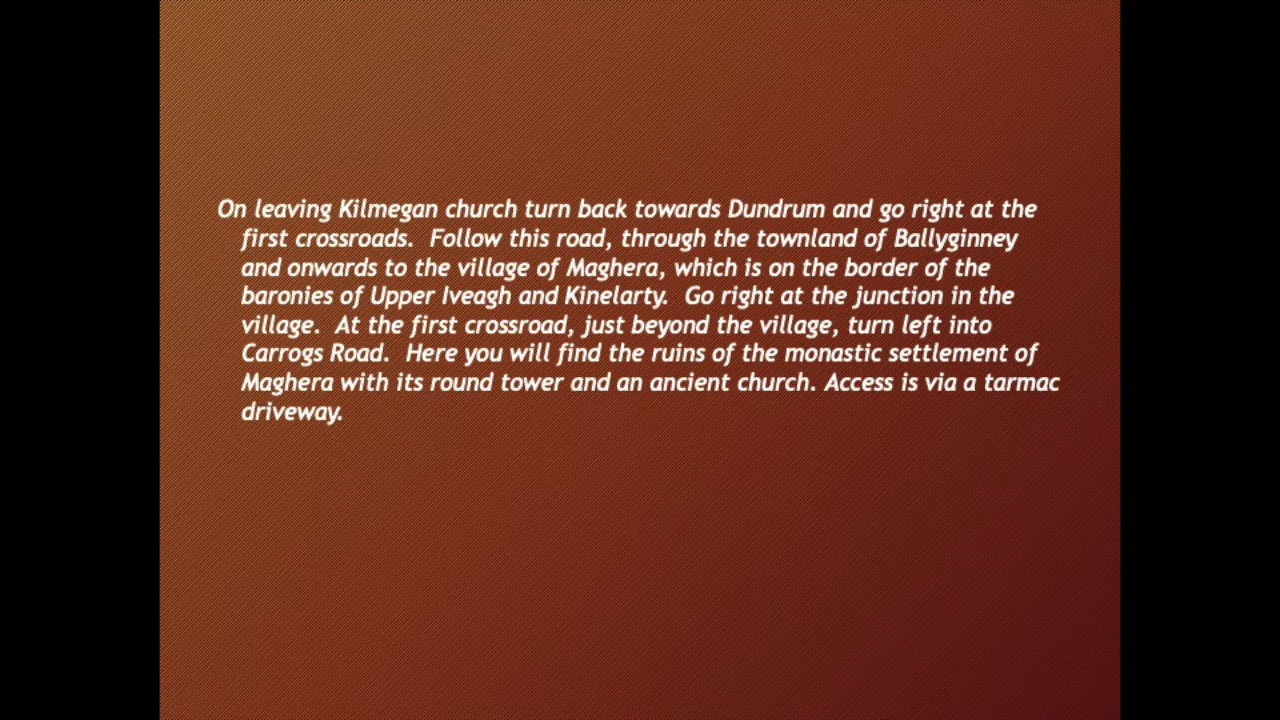 On leaving Kilmegan church turn back towards Dundrum and go right at the
first crossroads.  Follow this road, through the townland of Ballyginney
and onwards to the village of Maghera, which is on the border of the
baronies of Upper Iveagh and Kinelarty.  Go right at the junction in the
village.  At the first crossroad, just beyond the village, turn left into
Carrogs Road.  Here you will find the ruins of the monastic settlement of
Maghera with its round tower and an ancient church. Access is via a tarmac
driveway.